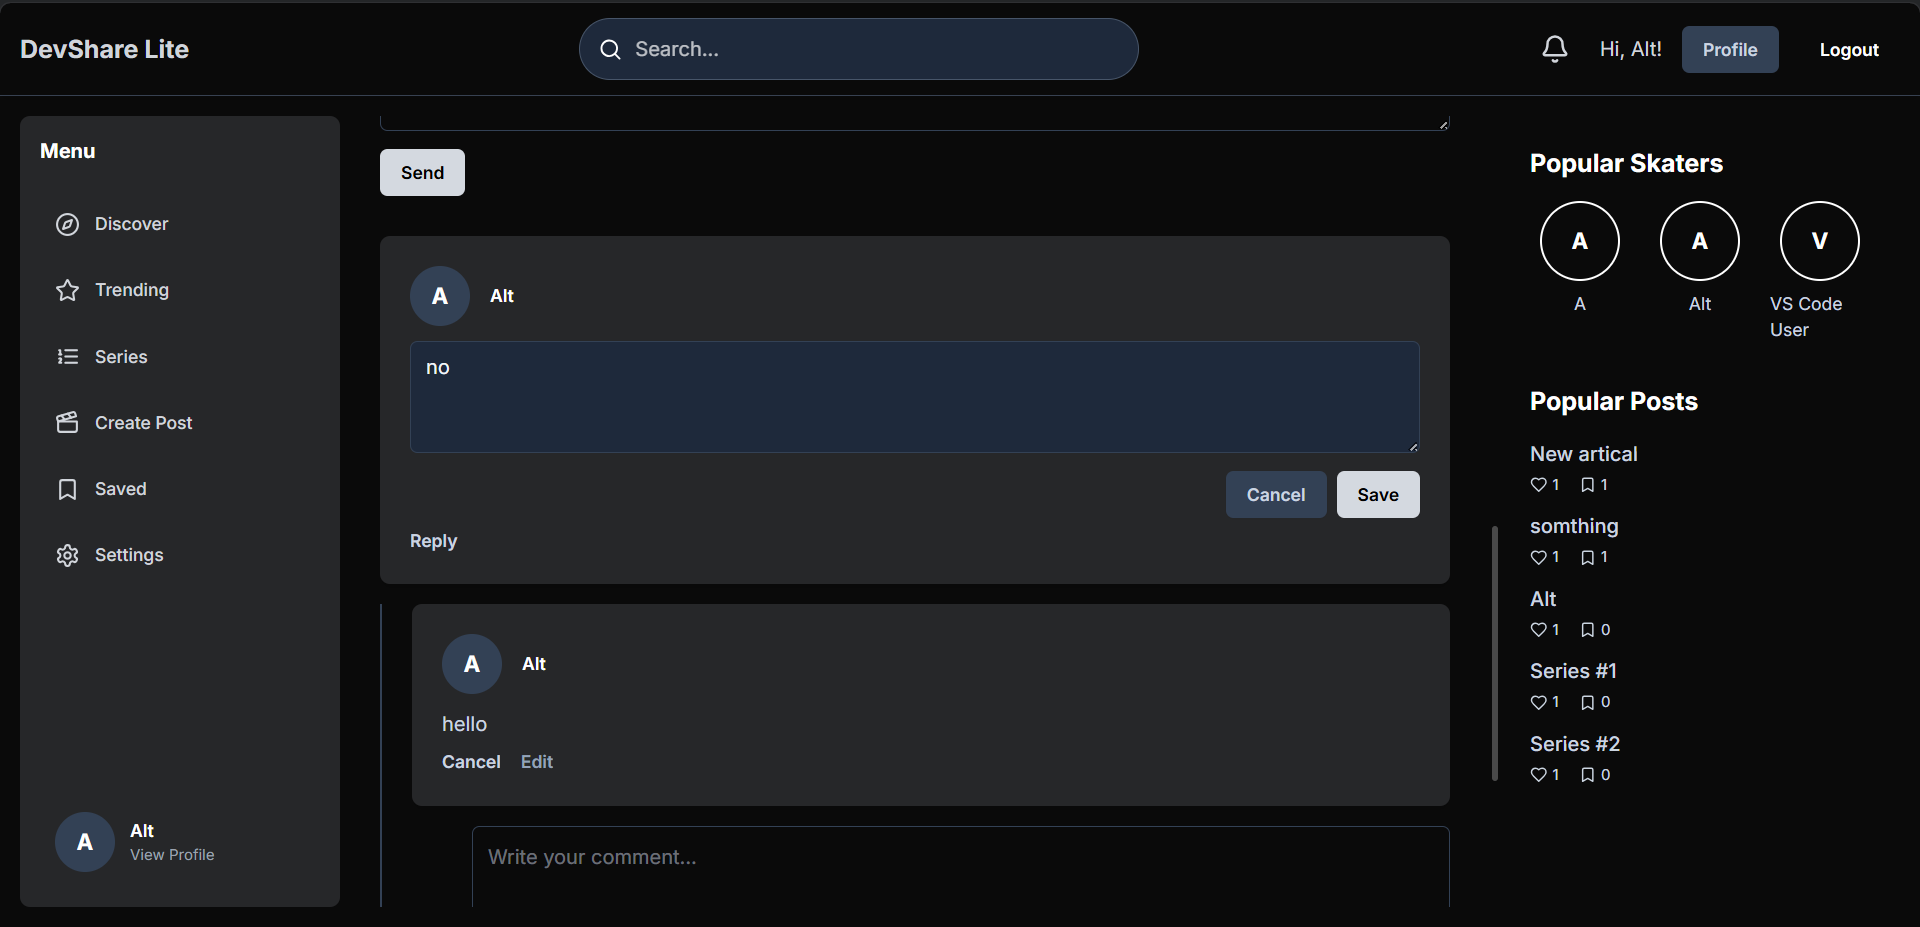 DevShare Lite
Search...
Hi, Alt!
Profile
Logout
Menu
Discover
Trending
Series
Create Post
Saved
Settings
A
Alt
View Profile
Send
A
Alt
no
Cancel
Save
Reply
A
Alt
hello
Cancel
Edit
Write your comment...
Popular Skaters
A
A
V
A
Alt
VS Code
User
Popular Posts
New artical
1
1
somthing
1
1
Alt
1
0
Series #1
1
0
Series #2
1
0